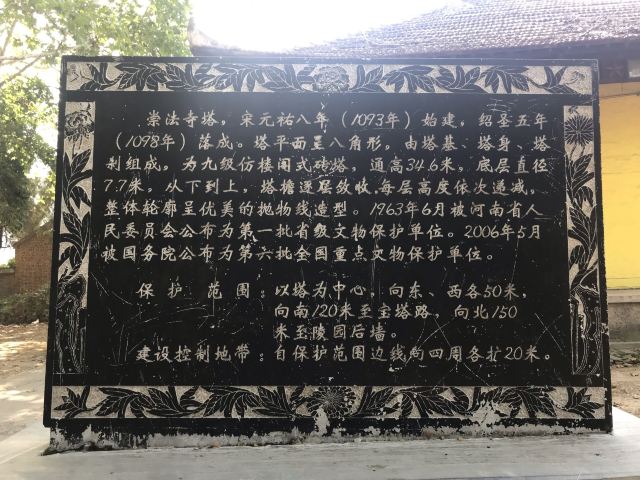 崇法寺塔，宋元祐八年（1093年）始建，绍圣五年
（1098年）落成。塔平面呈八角形，由塔基、塔身、塔
刹组成，为九级仿楼阁式砖塔，通高34.6米，底层直径
7.7米，从下到上，塔檐逐层敛收，每层高度依次递减，
整体轮廓呈优美的抛物线造型。1963年6月被河南省人
民委员会公布为第一批省级文物保护单位。2006年5月
被国务院公布为第六批全国重点文物保护单位。
保护范围：以塔为中心，向东、西各50米，
向南120米至宝塔路，向北150
米至陵园后墙。
建设控制地带：自保护范围边线向四周各扩20米。